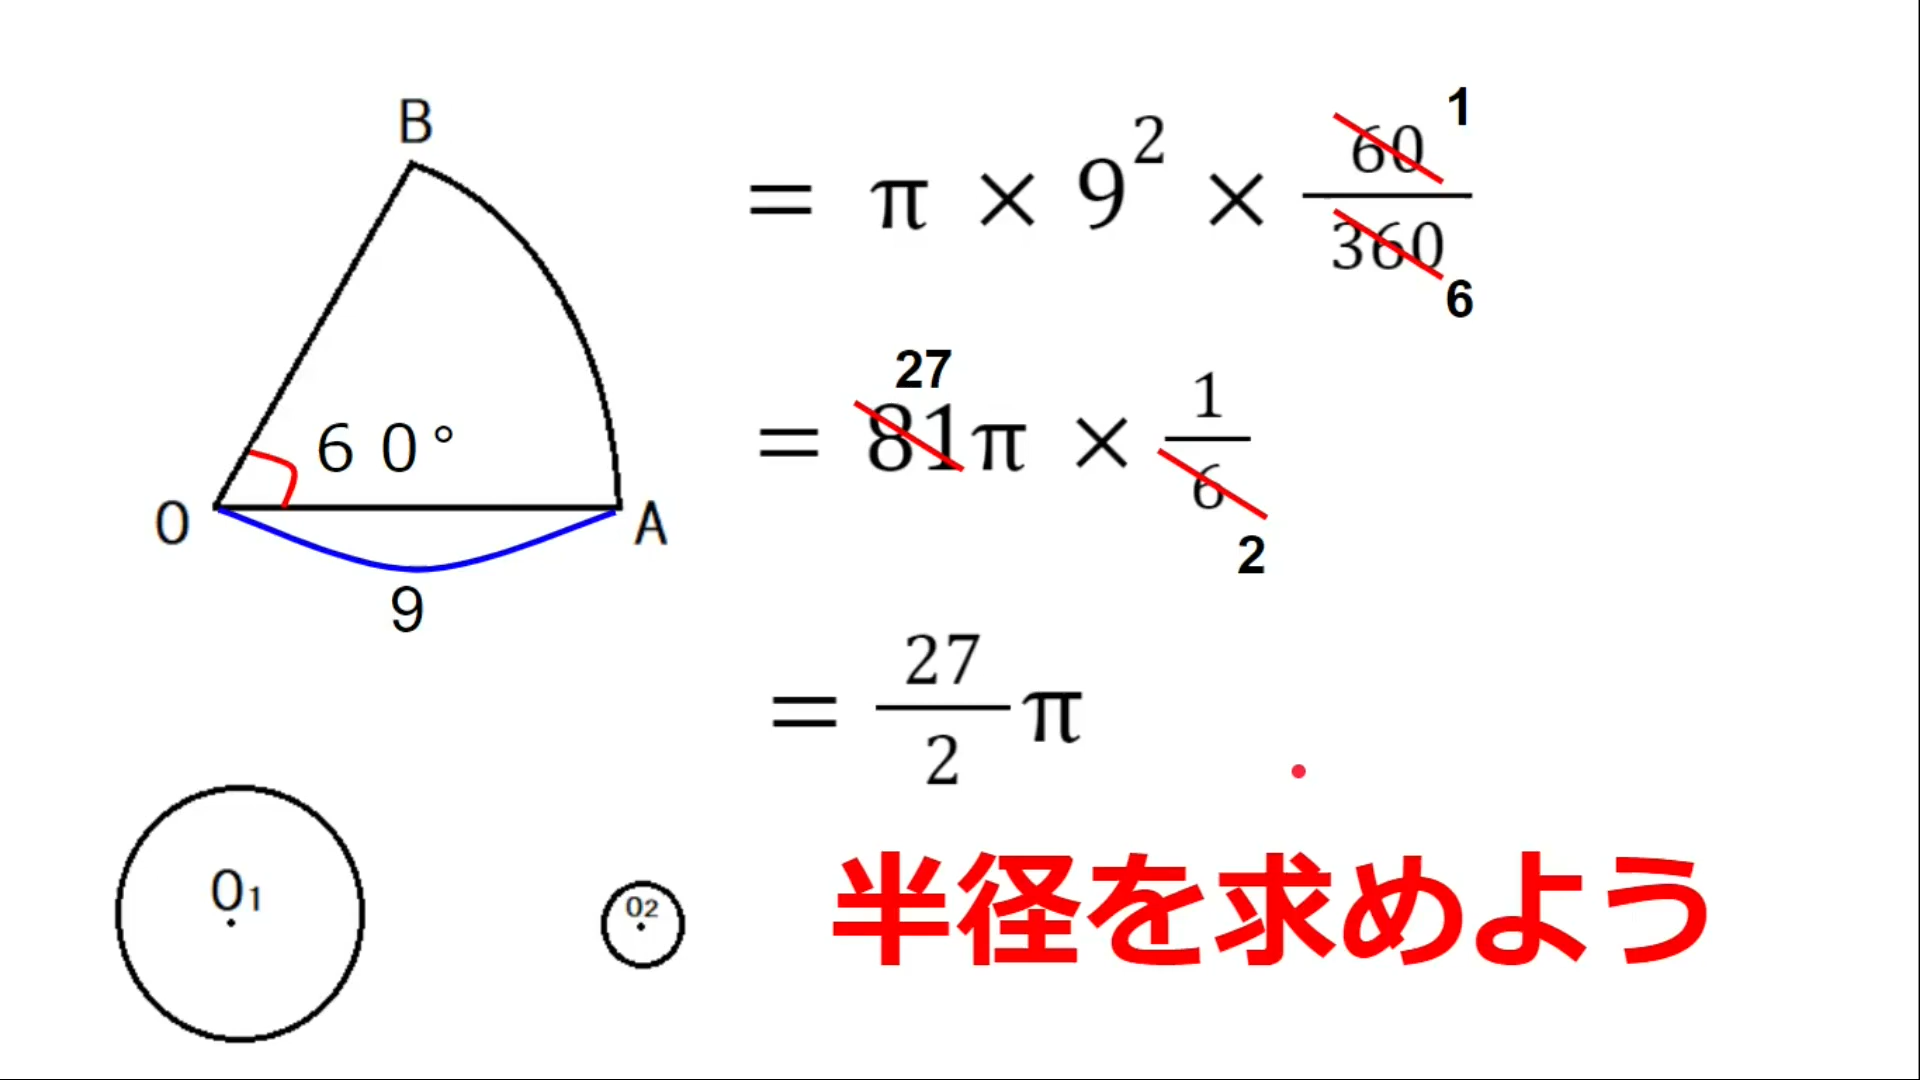 B
60°
O
A
9
= π × 9² × 60/360
1
6
= 81π × 1/6
27
2
= 27/2 π
O₁
O₂
半径を求めよう